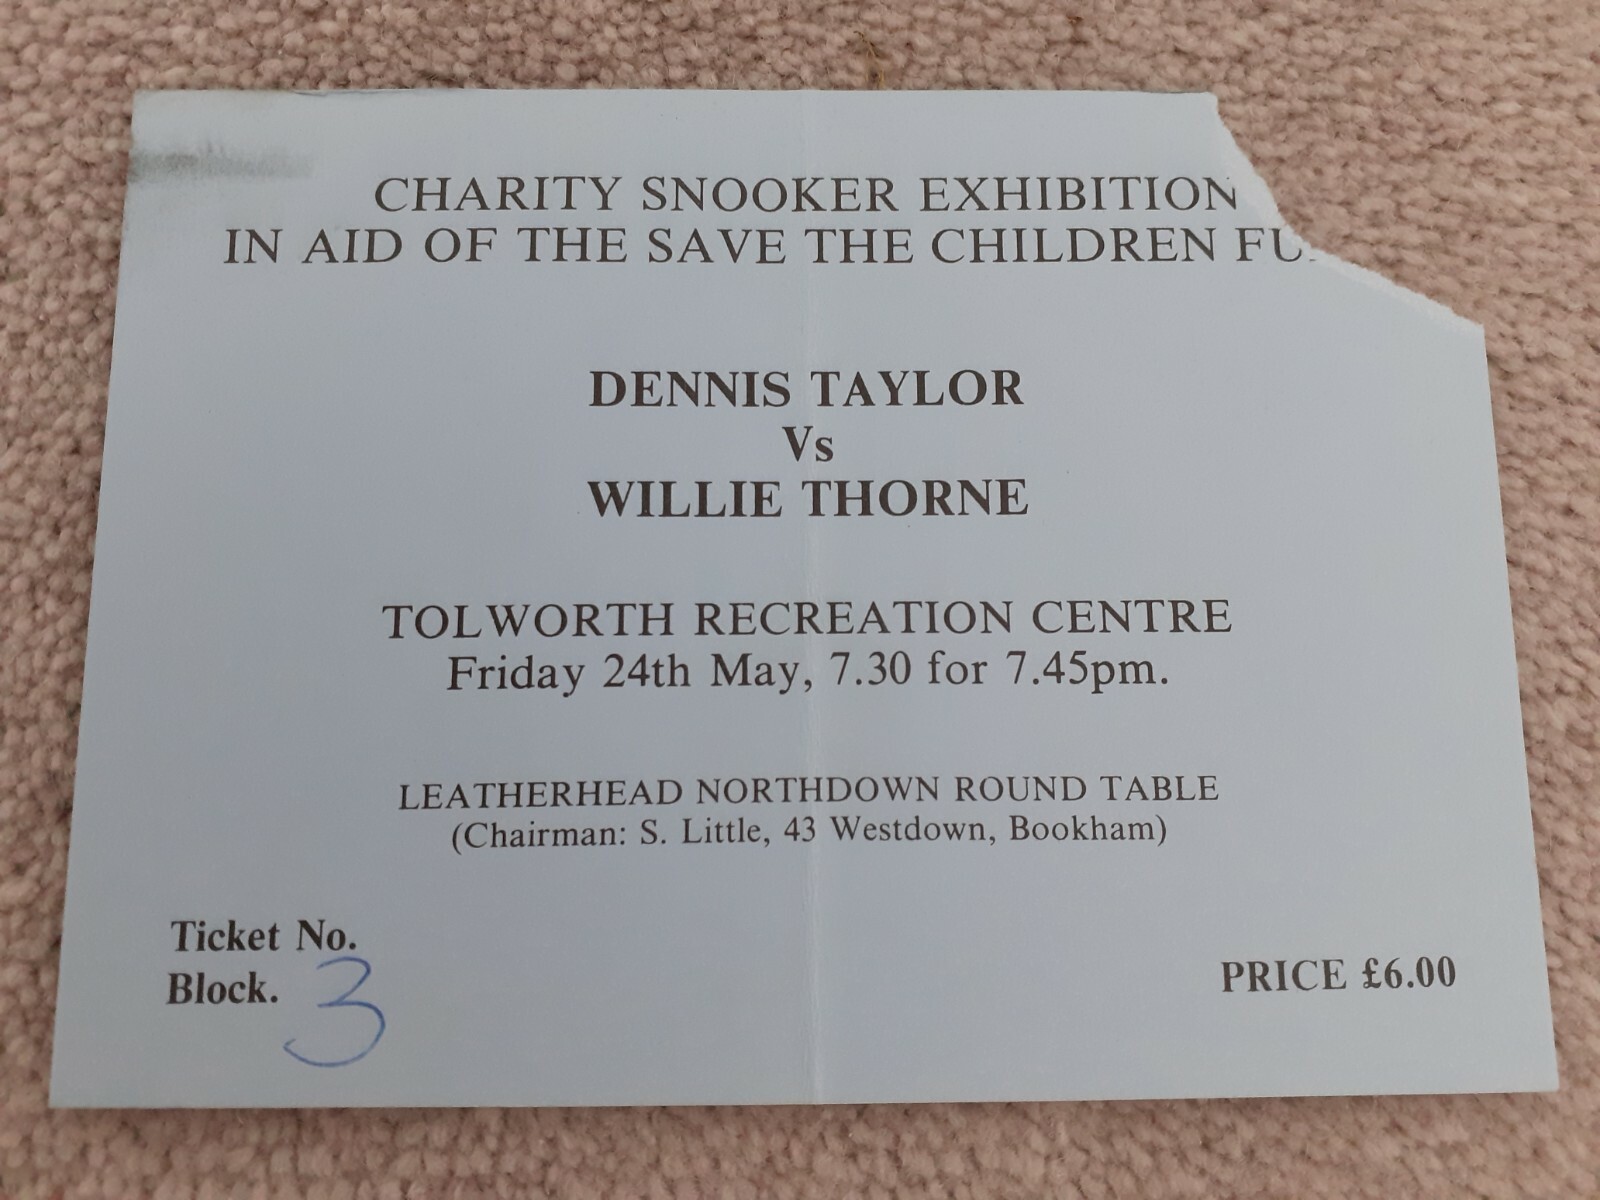 CHARITY SNOOKER EXHIBITION
IN AID OF THE SAVE THE CHILDREN
DENNIS TAYLOR
Vs
WILLIE THORNE
TOLWORTH RECREATION CENTRE
Friday 24th May, 7.30 for 7.45pm.
LEATHERHEAD NORTHDOWN ROUND TABLE
(Chairman: S. Little, 43 Westdown, Bookham)
Ticket No.
Block. 3
PRICE £6.00